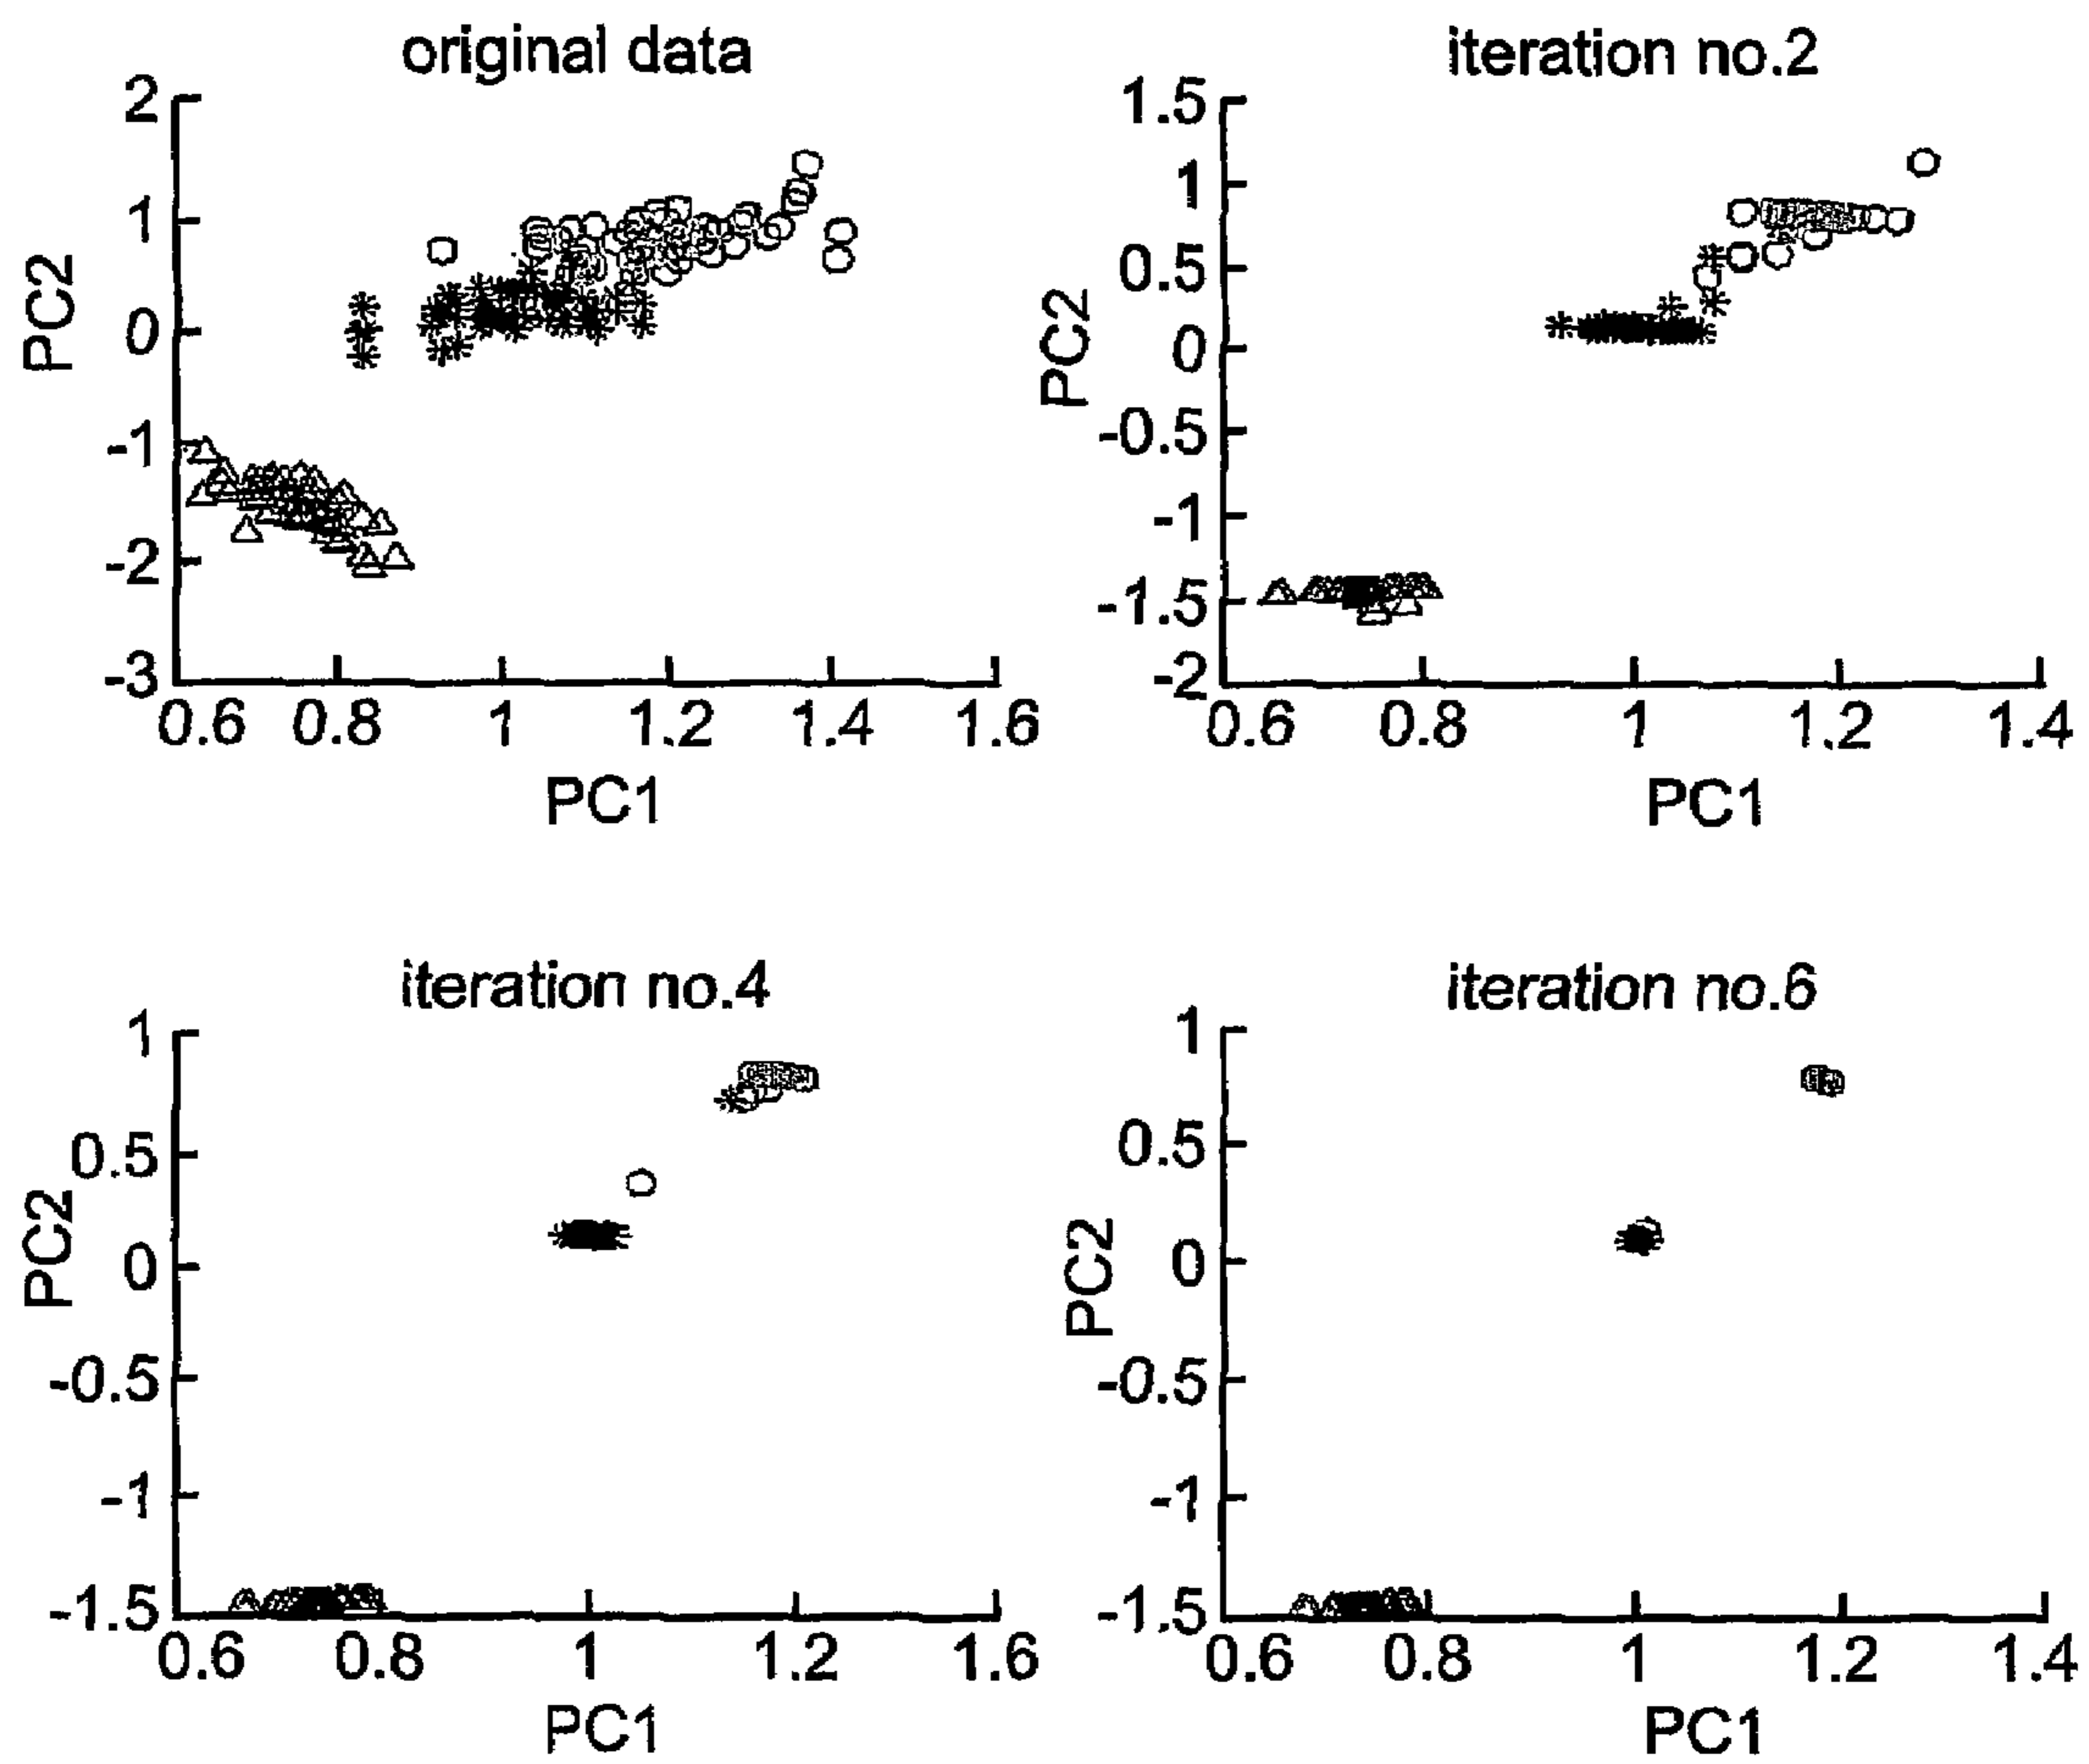 original data
2
1
0
-1
-2
-3
PC2
0.6 0.8 1 1.2 1.4 1.6
PC1
iteration no.2
1.5
1
0.5
0
-0.5
-1
-1.5
-2
PC2
0.6 0.8 1 1.2 1.4
PC1
iteration no.4
1
0.5
0
-0.5
-1
-1.5
PC2
0.6 0.8 1 1.2 1.6
PC1
iteration no.6
1
0.5
0
-0.5
-1
-1.5
PC2
0.6 0.8 1 1.2 1.4
PC1